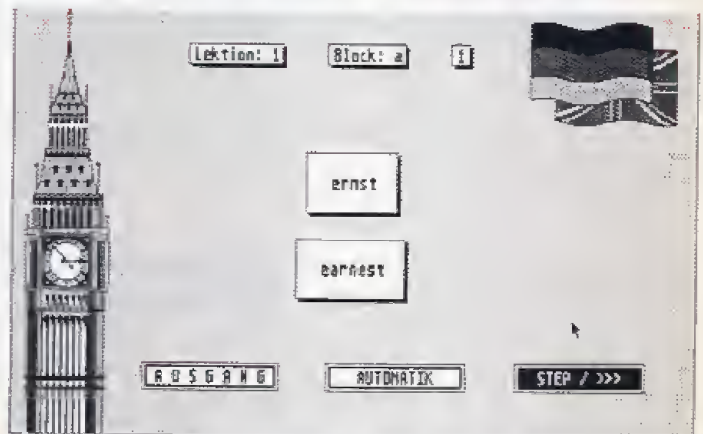 Lektion: 1 Block: a 1
ernst
earnest
AUSGANG AUTOMATIK STEP / >>>